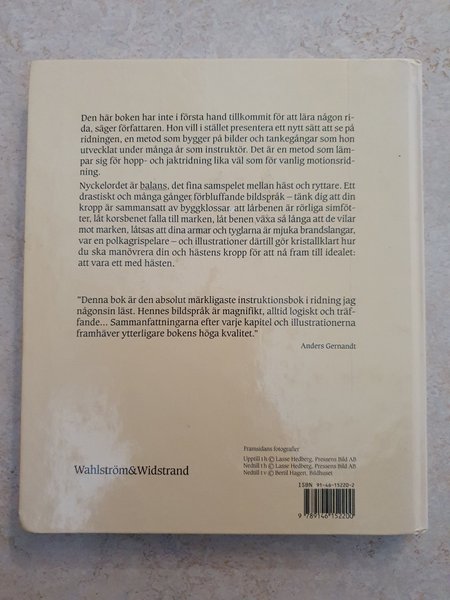 Den här boken har inte i första hand tillkommit för att lära någon ri-
da, säger författaren. Hon vill i stället presentera ett nytt sätt att se på
ridningen, en metod som bygger på bilder och tankegångar som hon
utvecklat under många år som instruktör. Det är en metod som läm-
par sig för hopp- och jaktridning lika väl som för vanlig motionsrid-
ning.
Nyckelordet är balans, det fina samspelet mellan häst och ryttare. Ett
drastiskt och många gånger förbluffande bildspråk – tänk dig att din
kropp är sammansatt av byggklossar, att lårbenen är rörliga simföt-
ter, låt korsbenet falla till marken, låt benen växa så långa att de vilar
mot marken, låtsas att dina armar och tyglarna är mjuka brandslangar,
var en polkagrispelare – och illustrationer därtill gör kristallklart hur
du ska manövrera din och hästens kropp för att nå fram till idealet:
att vara ett med hästen.
"Denna bok är den absolut märkligaste instruktionsbok i ridning jag
någonsin läst. Hennes bildspråk är magnifikt, alltid logiskt och träf-
fande... Sammanfattningarna efter varje kapitel och illustrationerna
framhäver ytterligare bokens höga kvalitet."
Anders Gernandt
Framsidans fotografier
Upptill t h © Lasse Hedberg, Pressens Bild AB
Nedtill t h © Lasse Hedberg, Pressens Bild AB
Nedtill t v © Bertil Hagen, Bildhuset
Wahlström&Widstrand
ISBN 91-46-15220-2
9 789146 152200